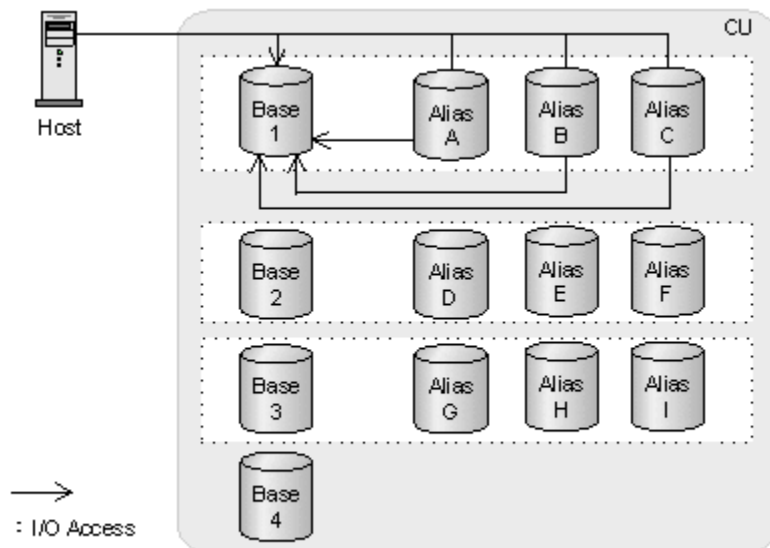 CU
Host
Base
1
Alias
A
Alias
B
Alias
C
Base
2
Alias
D
Alias
E
Alias
F
Base
3
Alias
G
Alias
H
Alias
I
Base
4
: I/O Access